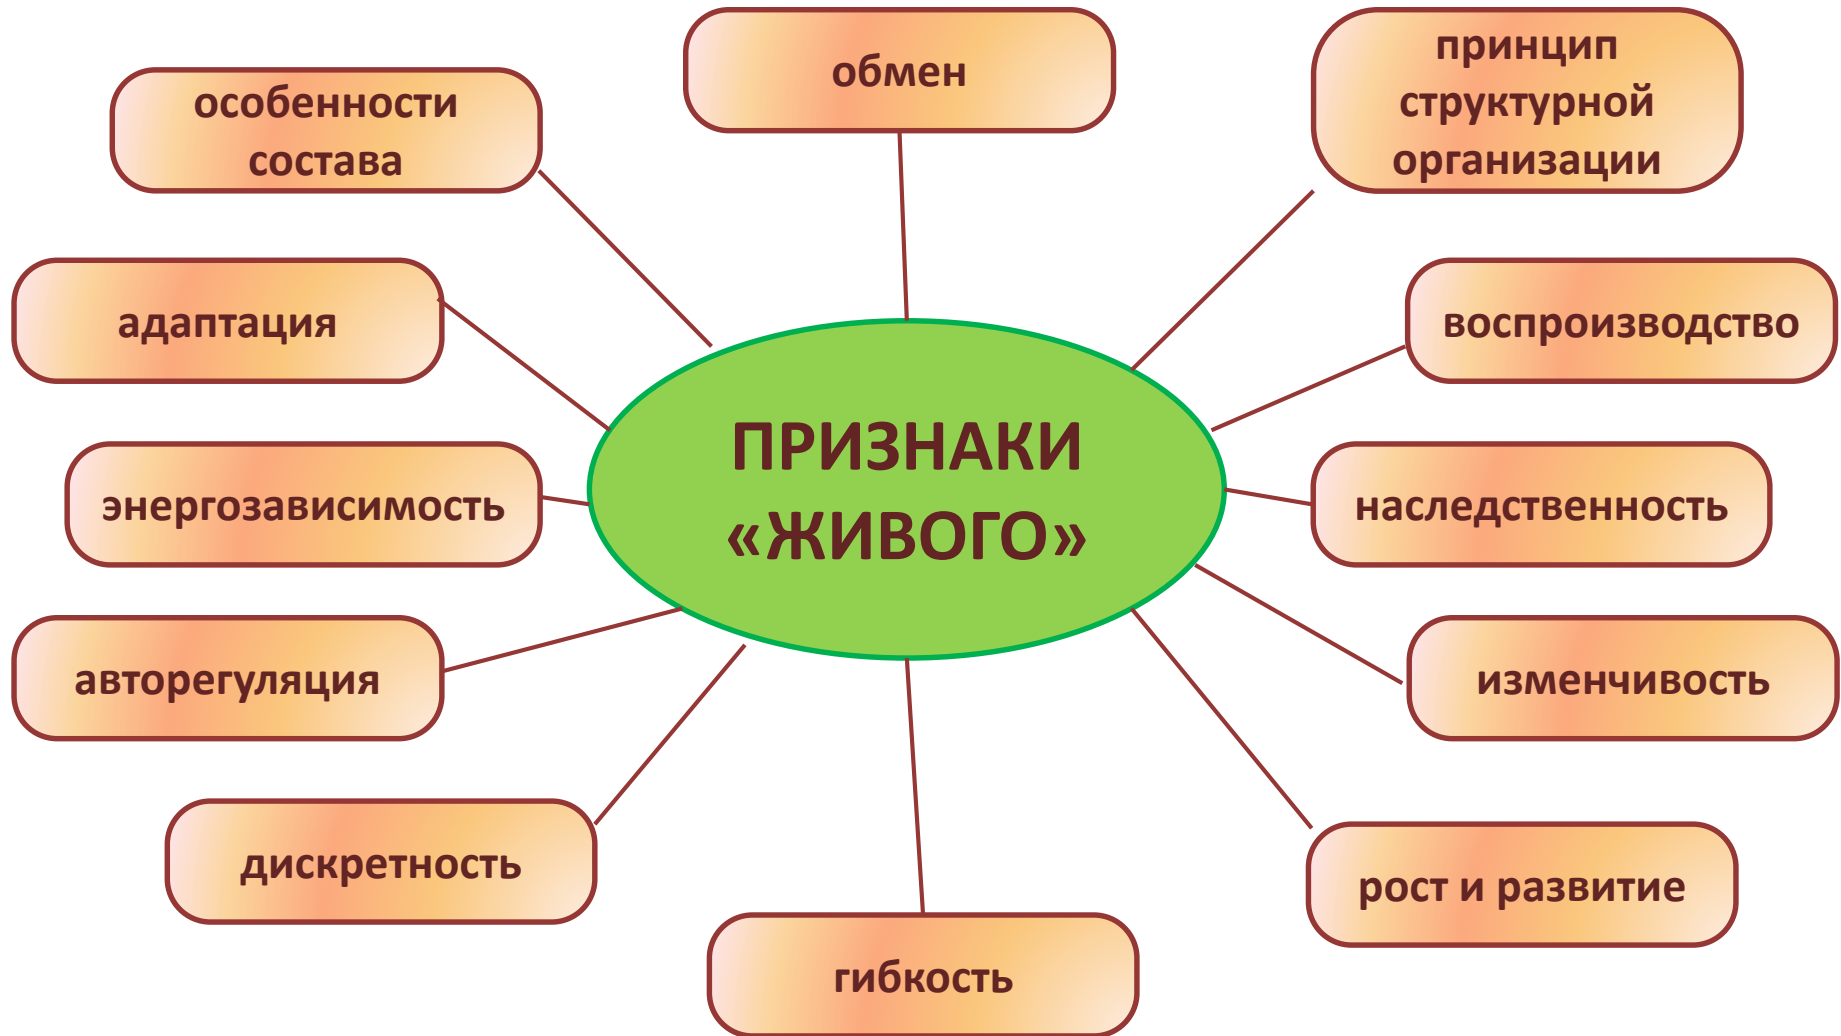 обмен
принцип
структурной
организации
особенности
состава
адаптация
воспроизводство
ПРИЗНАКИ
«ЖИВОГО»
энергозависимость
наследственность
авторегуляция
изменчивость
дискретность
рост и развитие
гибкость